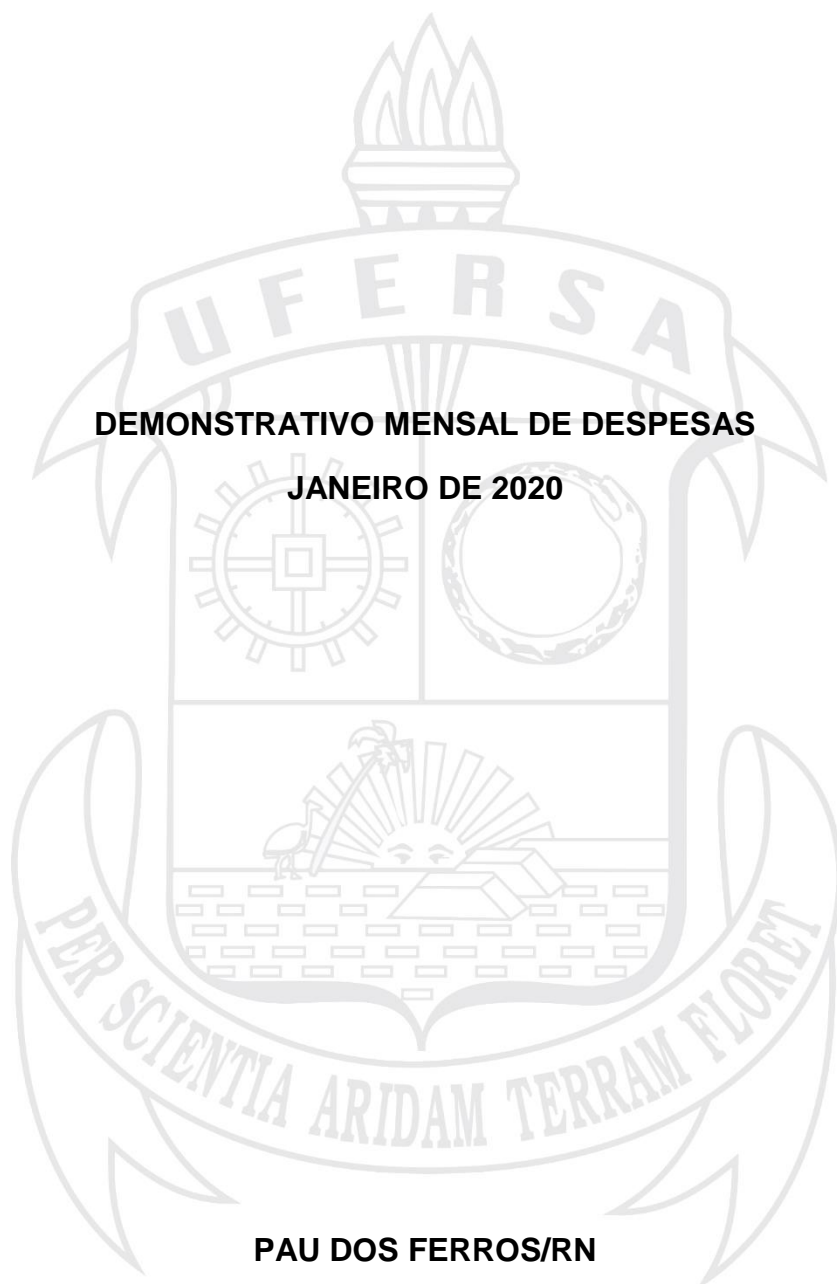 UFERSA
DEMONSTRATIVO MENSAL DE DESPESAS
JANEIRO DE 2020
PER SCIENTIA ARIDAM TERRAM FLORET
PAU DOS FERROS/RN